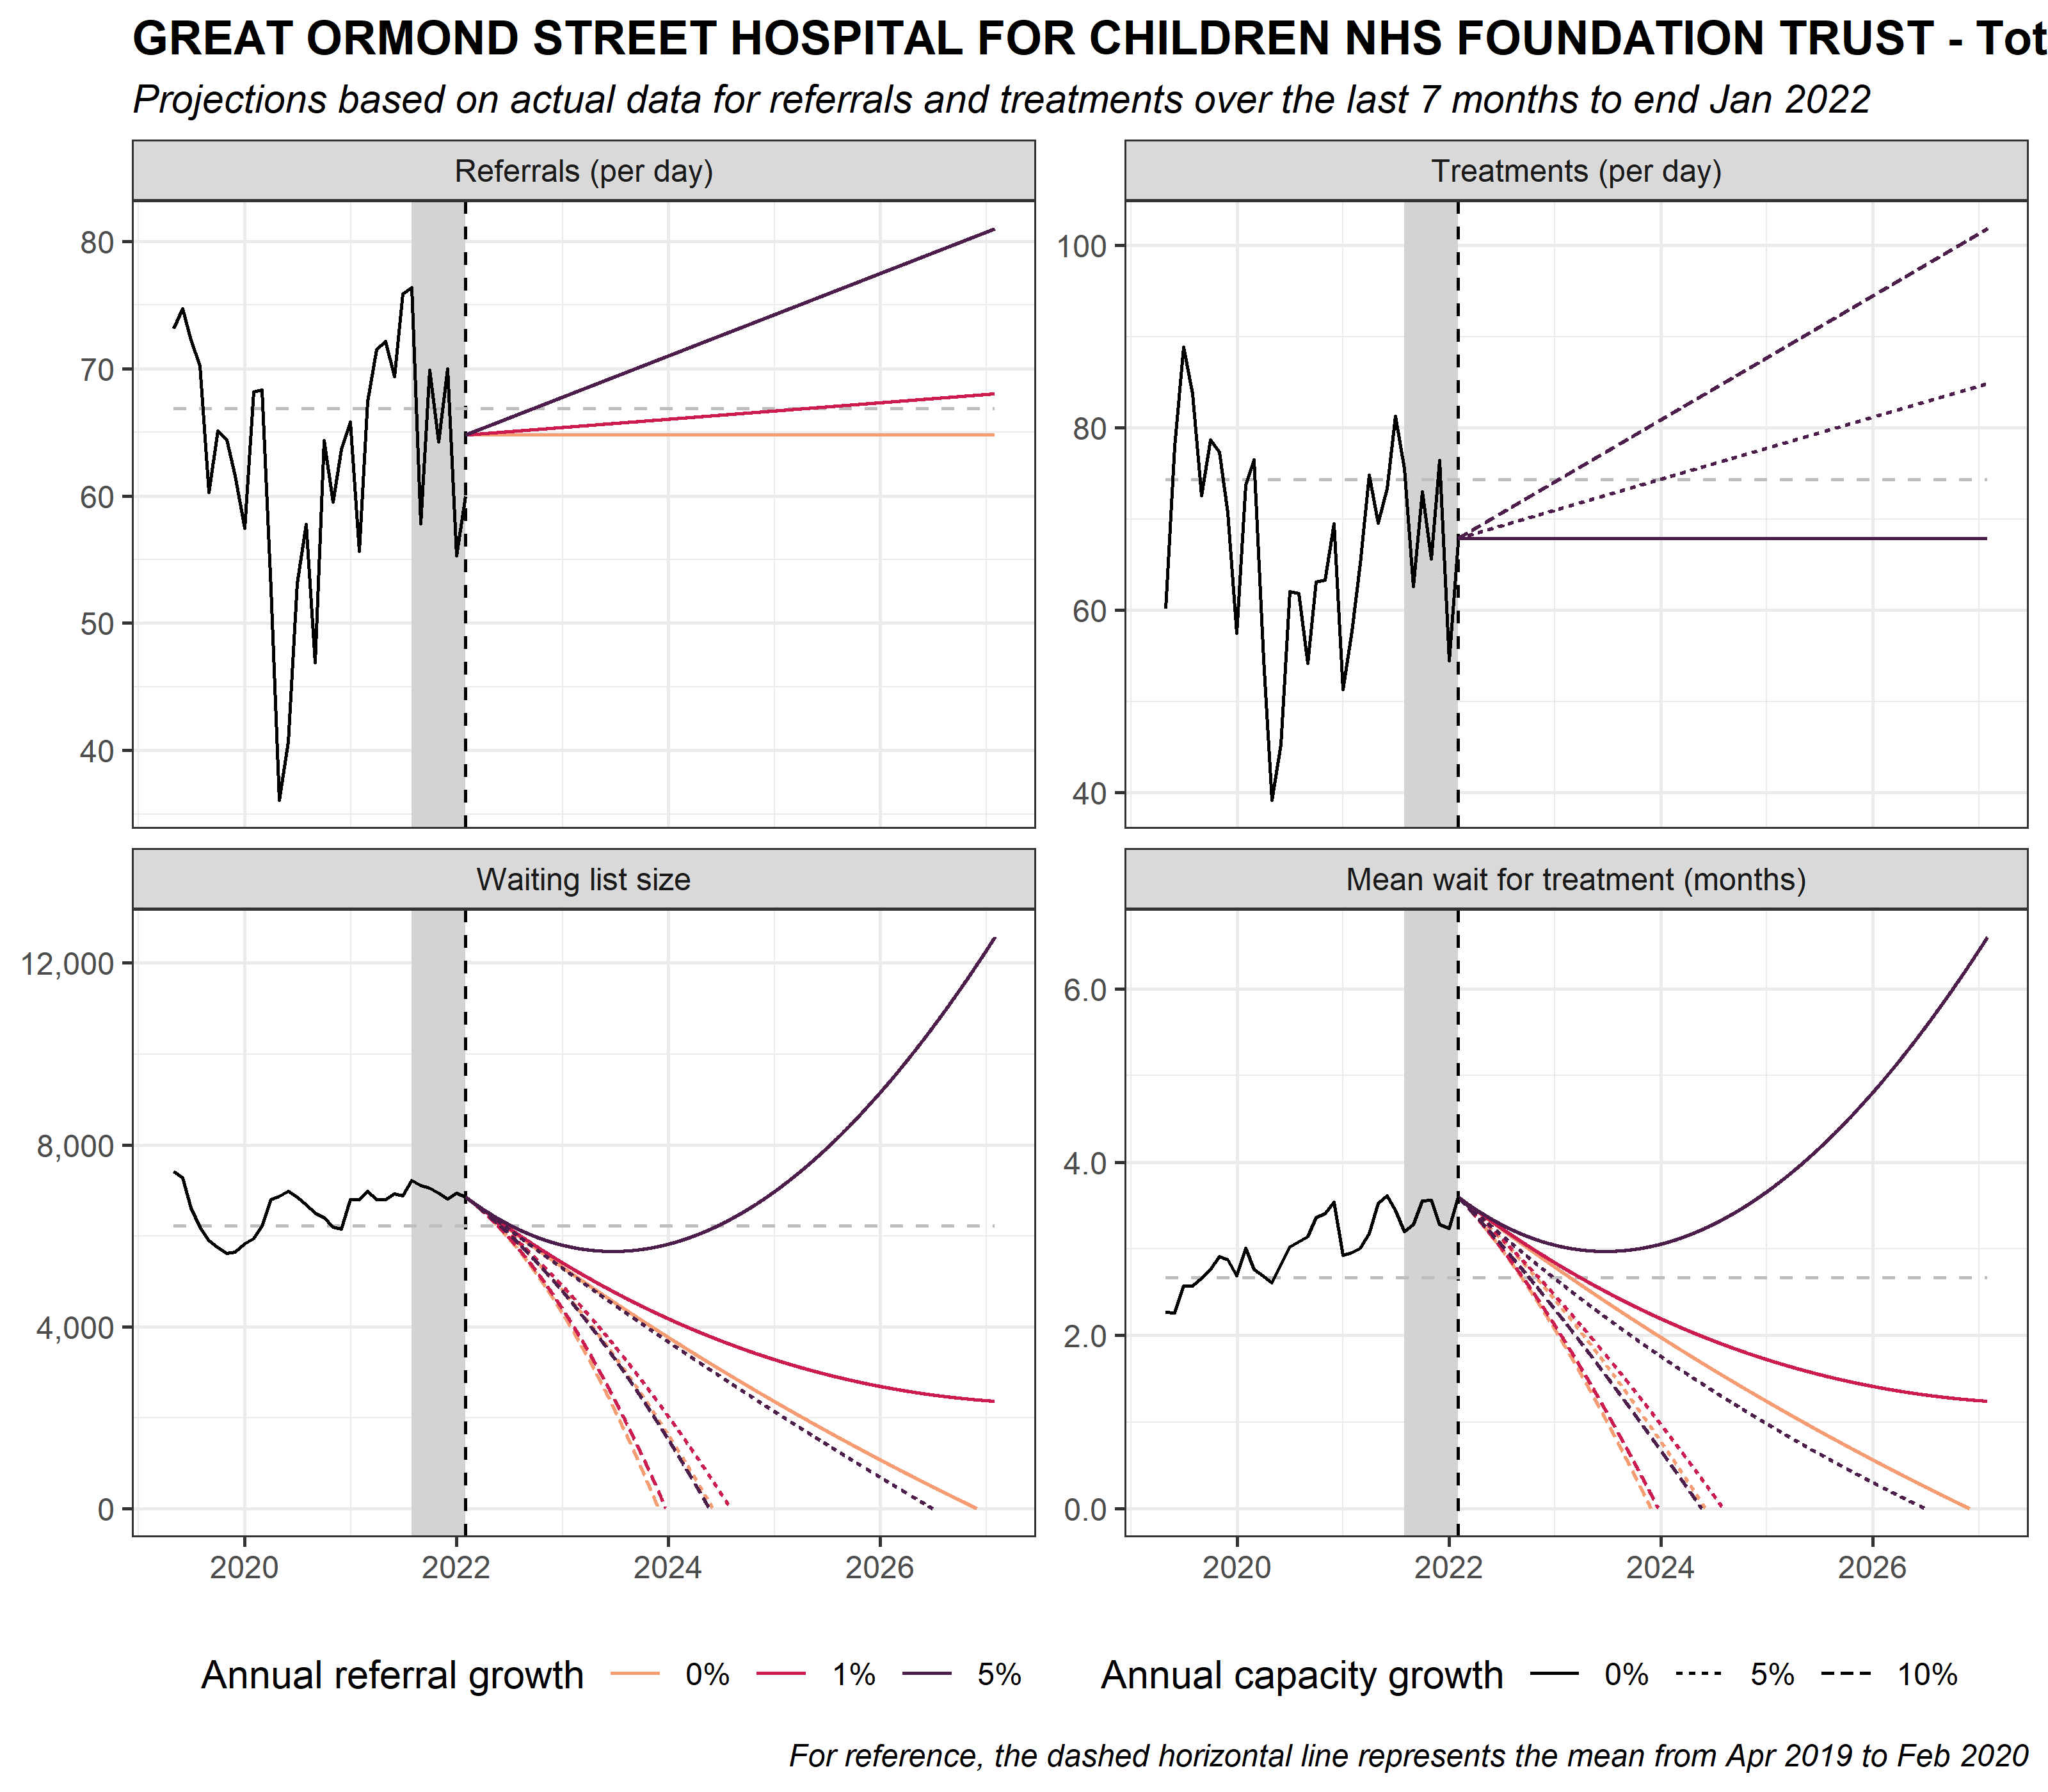 GREAT ORMOND STREET HOSPITAL FOR CHILDREN NHS FOUNDATION TRUST - Tot
Projections based on actual data for referrals and treatments over the last 7 months to end Jan 2022
Referrals (per day)
80
70
60
50
40
Treatments (per day)
100
80
60
40
Waiting list size
12,000
8,000
4,000
0
2020 2022 2024 2026
Mean wait for treatment (months)
6.0
4.0
2.0
0.0
2020 2022 2024 2026
Annual referral growth 0% 1% 5%
Annual capacity growth 0% 5% 10%
For reference, the dashed horizontal line represents the mean from Apr 2019 to Feb 2020